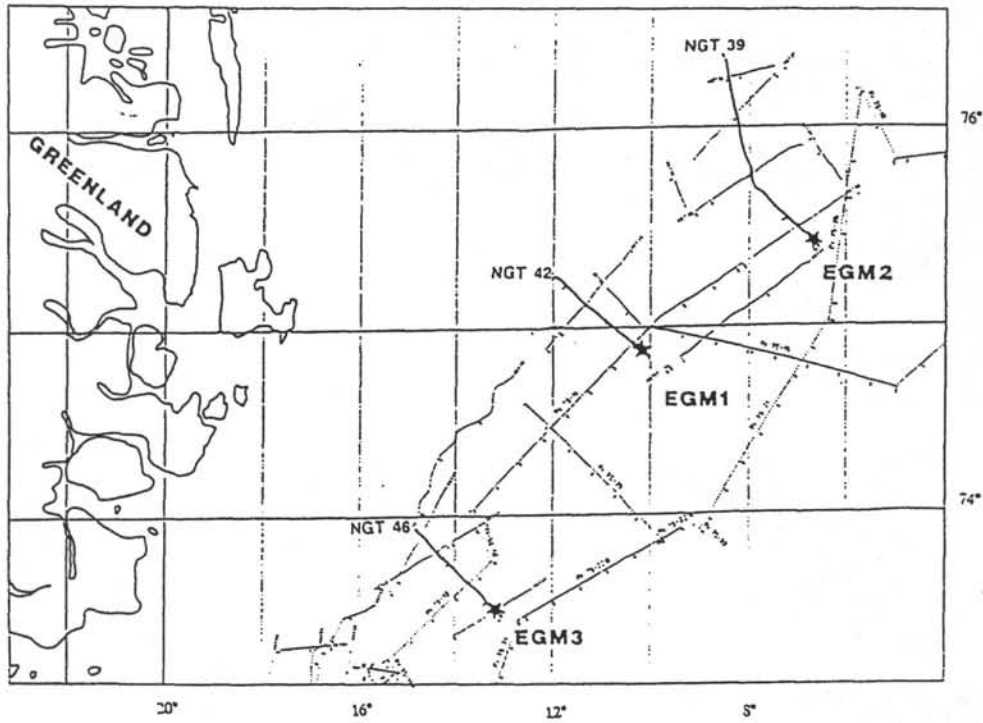 NGT 39
76°
GREENLAND
EGM2
NGT 42
EGM1
74°
NGT 46
EGM3
20°
16°
12°
8°